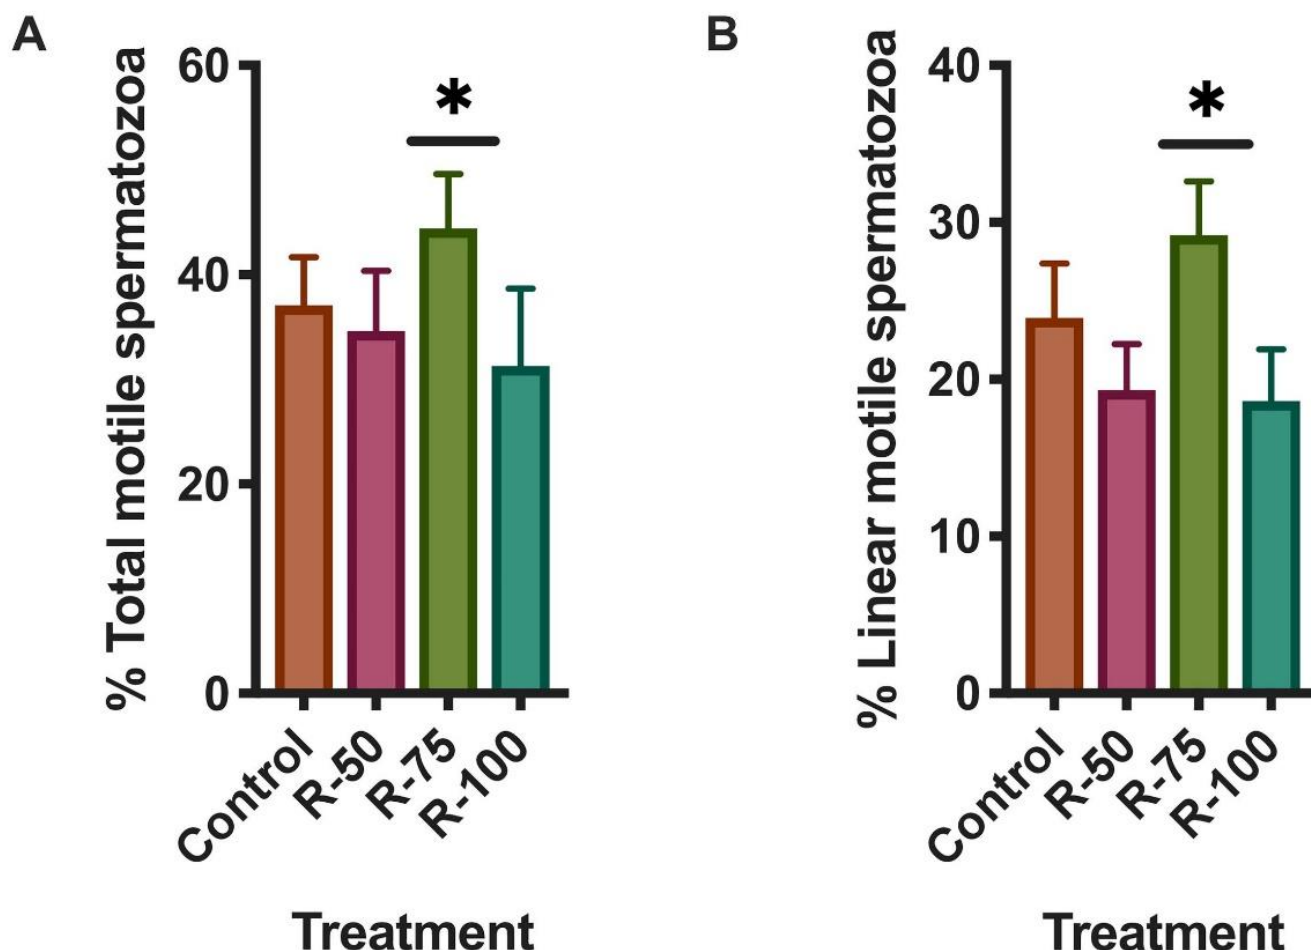 A
% Total motile spermatozoa
60
40
20
0
*
Control
R-50
R-75
R-100
Treatment
B
% Linear motile spermatozoa
40
30
20
10
0
*
Control
R-50
R-75
R-100
Treatment